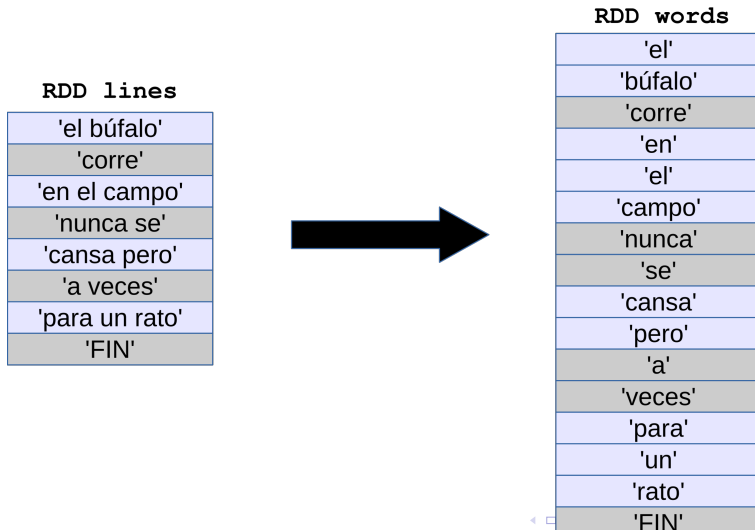 RDD lines
'el búfalo'
'corre'
'en el campo'
'nunca se'
'cansa pero'
'a veces'
'para un rato'
'FIN'
RDD words
'el'
'búfalo'
'corre'
'en'
'el'
'campo'
'nunca'
'se'
'cansa'
'pero'
'a'
'veces'
'para'
'un'
'rato'
'FIN'